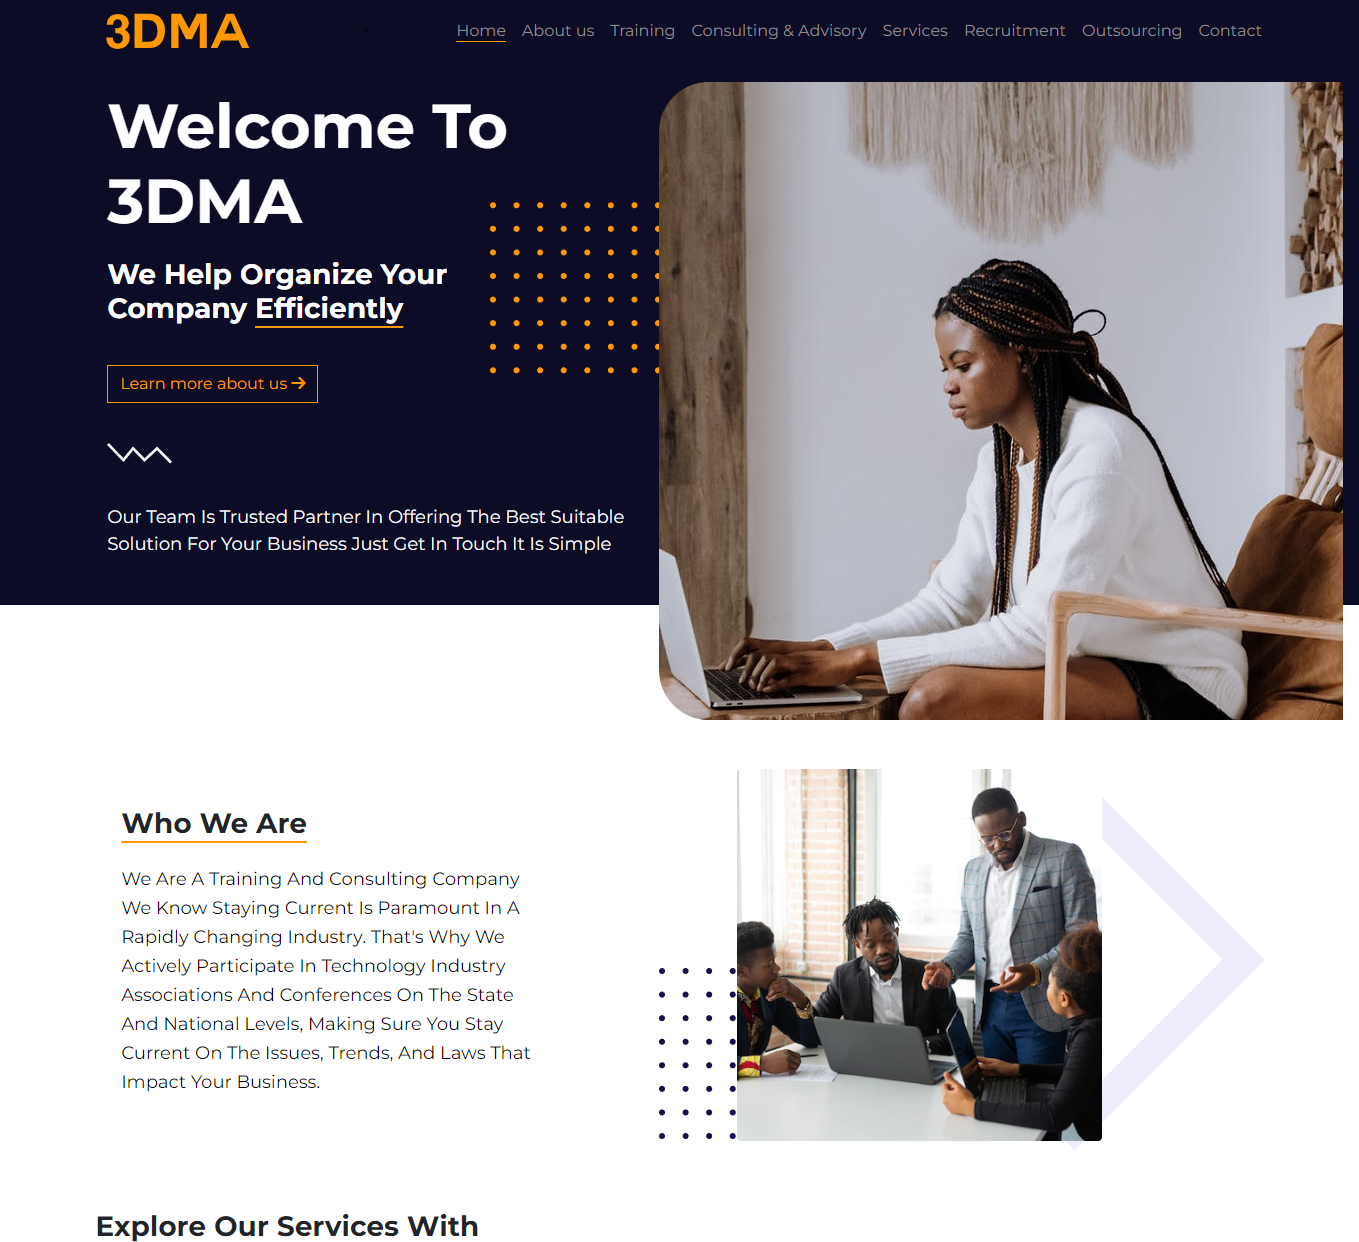 3DMA
Home About us Training Consulting & Advisory Services Recruitment Outsourcing Contact
Welcome To
3DMA
We Help Organize Your
Company Efficiently
Learn more about us
Our Team Is Trusted Partner In Offering The Best Suitable
Solution For Your Business Just Get In Touch It Is Simple
Who We Are
We Are A Training And Consulting Company
We Know Staying Current Is Paramount In A
Rapidly Changing Industry. That's Why We
Actively Participate In Technology Industry
Associations And Conferences On The State
And National Levels, Making Sure You Stay
Current On The Issues, Trends, And Laws That
Impact Your Business.
Explore Our Services With